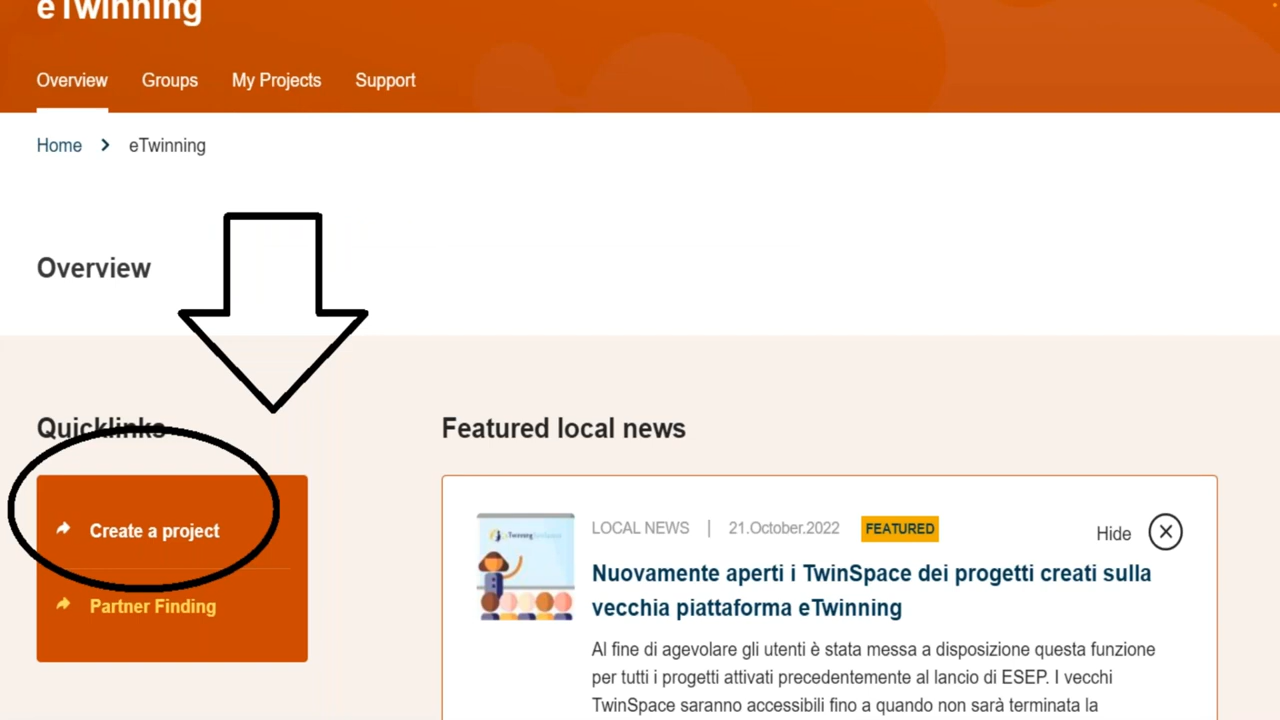 eTwinning
Overview
Groups
My Projects
Support
Home
eTwinning
Overview
Quicklinks
Create a project
Partner Finding
Featured local news
LOCAL NEWS | 21.October.2022 FEATURED
Hide
Nuovamente aperti i TwinSpace dei progetti creati sulla
vecchia piattaforma eTwinning
Al fine di agevolare gli utenti è stata messa a disposizione questa funzione
per tutti i progetti attivati precedentemente al lancio di ESEP. I vecchi
TwinSpace saranno accessibili fino a quando non sarà terminata la